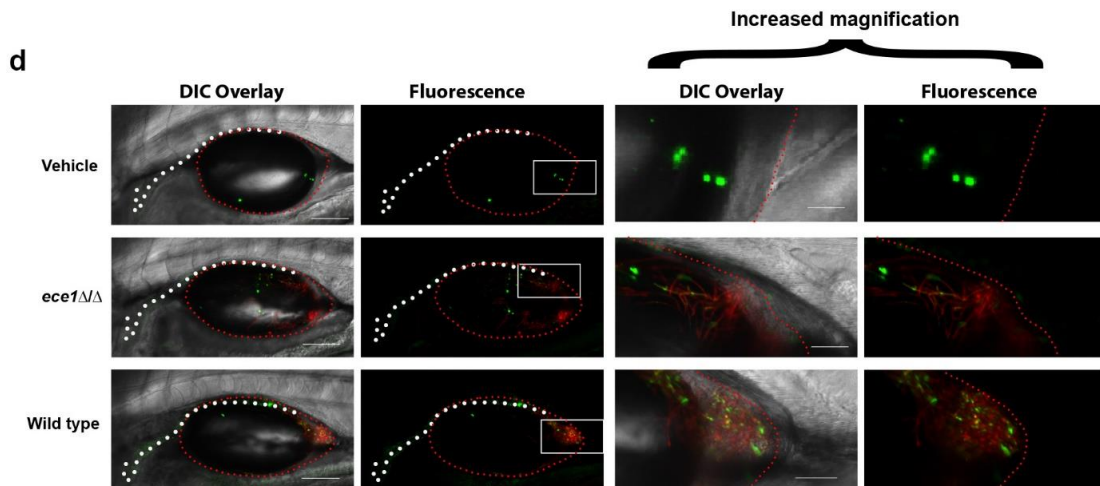 Increased magnification
d
DIC Overlay Fluorescence DIC Overlay Fluorescence
Vehicle
ece1Δ/Δ
Wild type